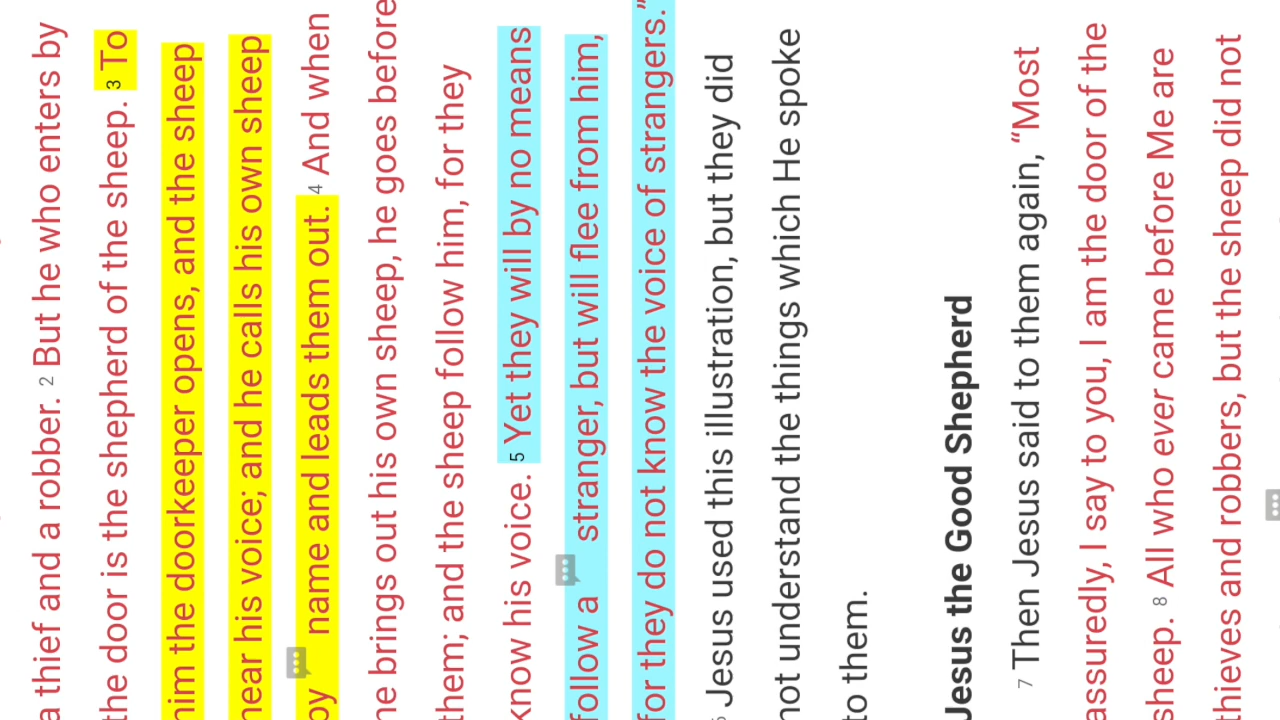 a thief and a robber. 2 But he who enters by
the door is the shepherd of the sheep. 3 To
him the doorkeeper opens, and the sheep
hear his voice; and he calls his own sheep
by name and leads them out. 4 And when
he brings out his own sheep, he goes before
them; and the sheep follow him, for they
know his voice. 5 Yet they will by no means
follow a stranger, but will flee from him,
for they do not know the voice of strangers.”
6 Jesus used this illustration, but they did
not understand the things which He spoke
to them.
Jesus the Good Shepherd
7 Then Jesus said to them again, “Most
assuredly, I say to you, I am the door of the
sheep. 8 All who ever came before Me are
thieves and robbers, but the sheep did not